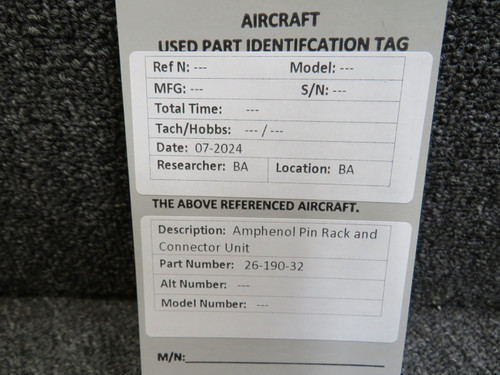 AIRCRAFT
USED PART IDENTIFCATION TAG
Ref N: --- Model: ---
MFG: --- S/N: ---
Total Time: ---
Tach/Hobbs: --- / ---
Date: 07-2024
Researcher: BA Location: BA
THE ABOVE REFERENCED AIRCRAFT.
Description: Amphenol Pin Rack and
Connector Unit
Part Number: 26-190-32
Alt Number: ---
Model Number: ---
M/N: